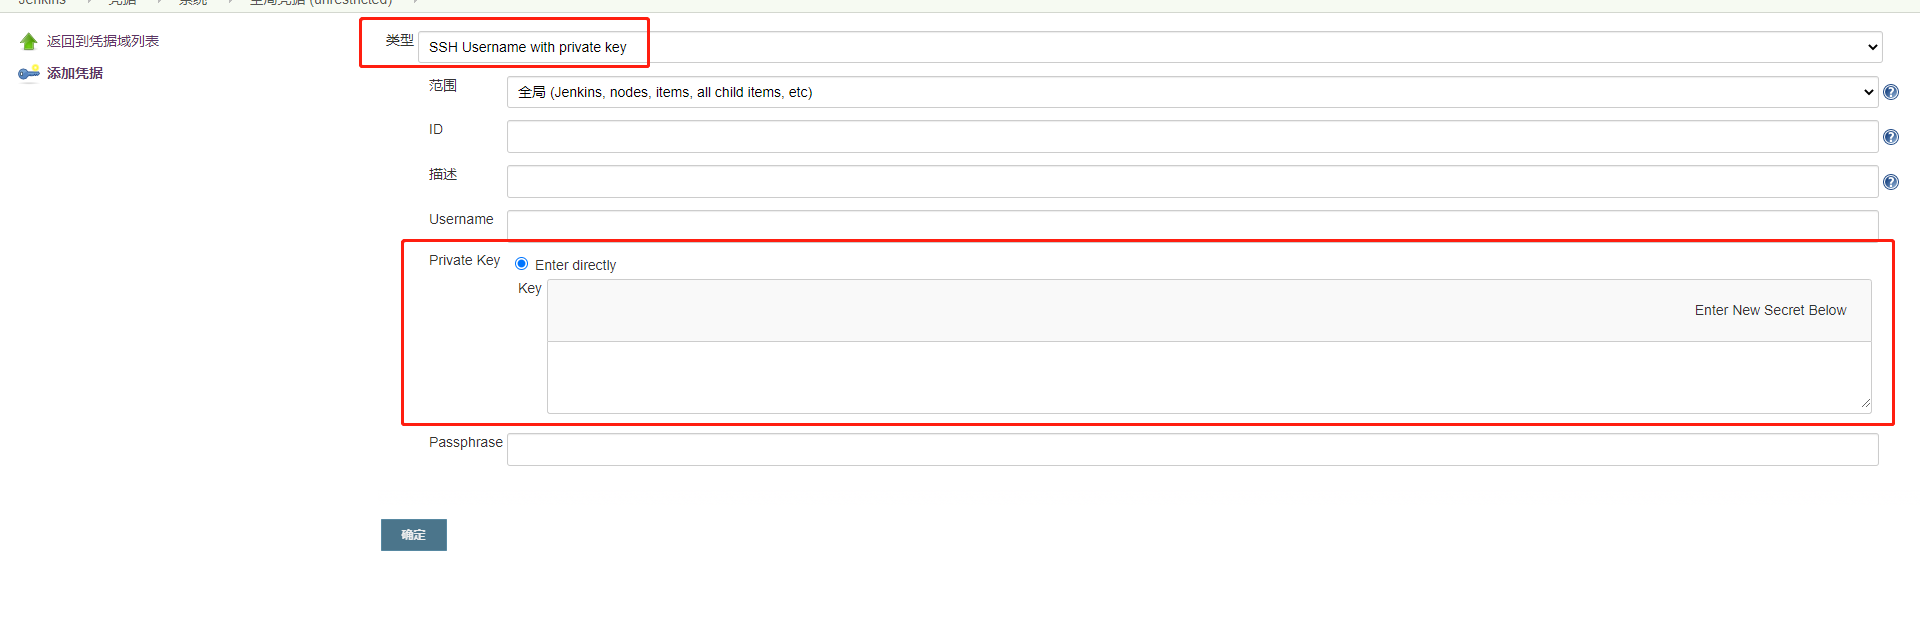 Jenkins 凭据 系统 全局凭据 (unrestricted)
返回到凭据域列表
添加凭据
类型 SSH Username with private key
范围 全局 (Jenkins, nodes, items, all child items, etc)
ID
描述
Username
Private Key Enter directly
Key
Enter New Secret Below
Passphrase
确定